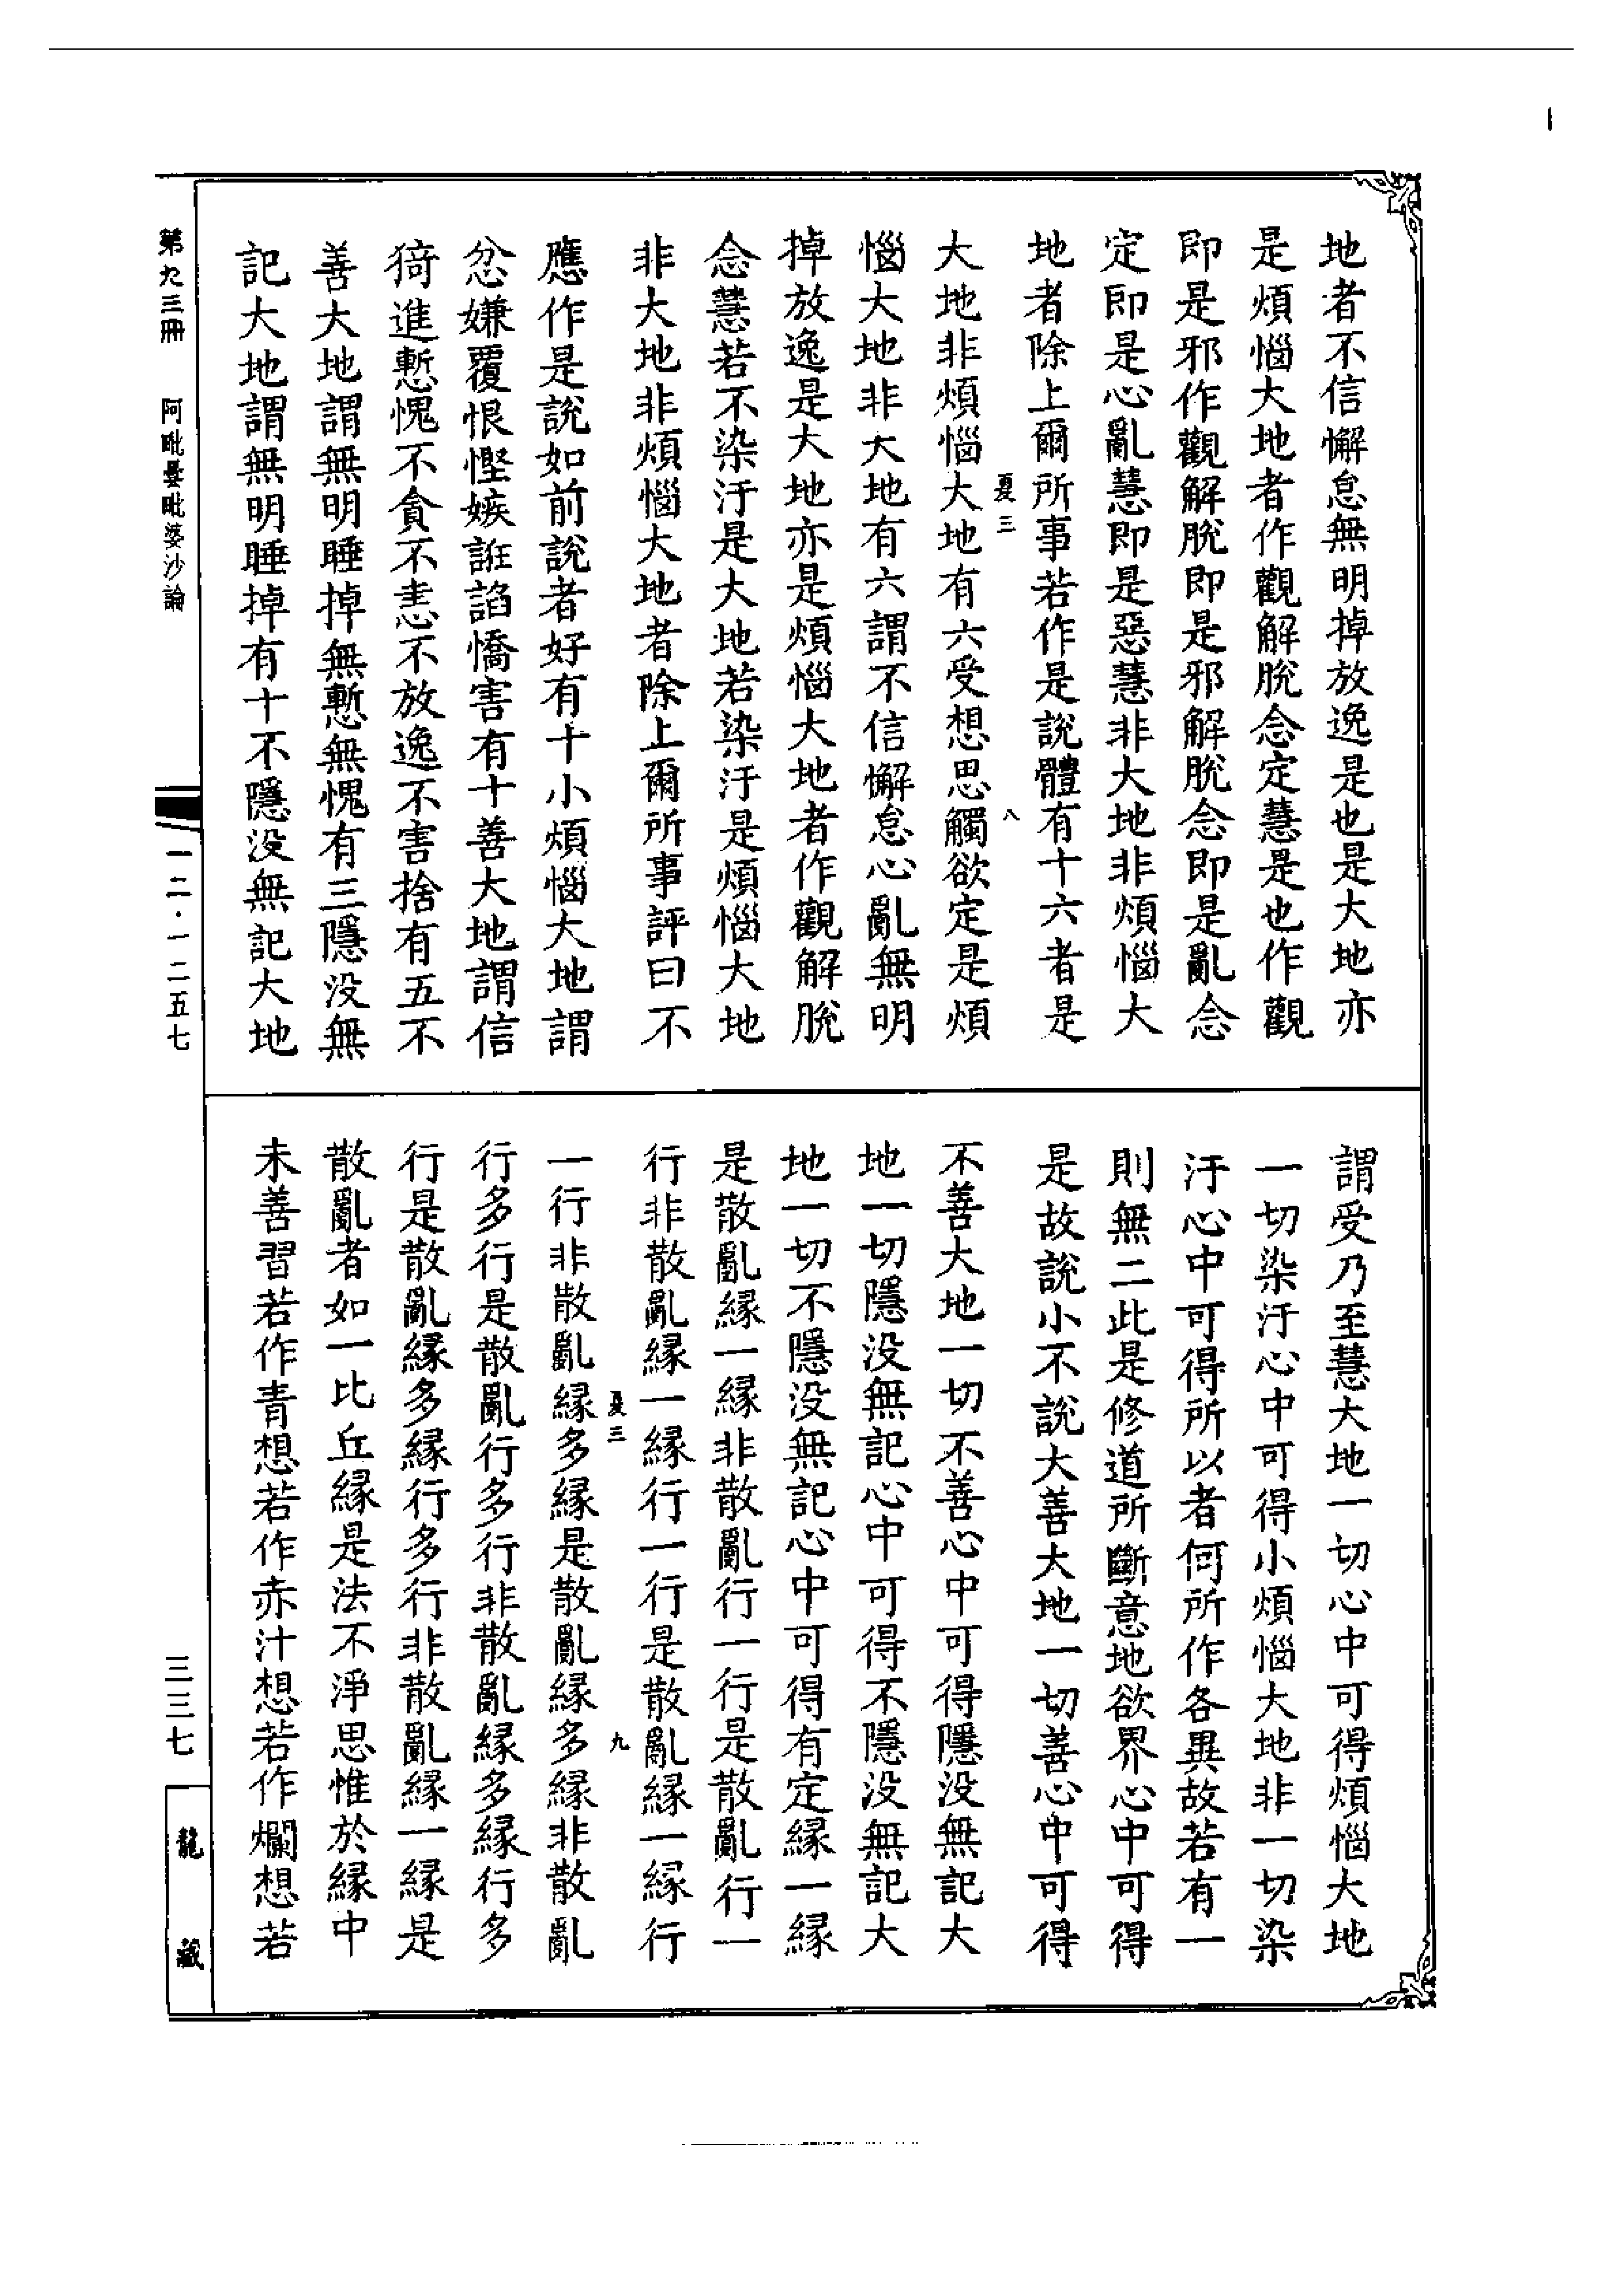 地者不信懈怠無明掉放逸是也是大地亦
是煩惱大地者作觀解脫念定慧是也作觀
即是邪作觀解脫即是邪解脫念即是亂念
定即是心亂慧即是惡慧非大地非煩惱大
地者除上爾所事若作是說體有十六者是
夏三 八
大地非煩惱大地有六受想思觸欲定是煩
惱大地非大地有六謂不信懈怠心亂無明
掉放逸是大地亦是煩惱大地者作觀解脫
念慧若不染汙是大地若染汙是煩惱大地
非大地非煩惱大地者除上爾所事評曰不
應作是說如前說者好有十小煩惱大地謂
忿嫌覆恨慳嫉誑諂憍害有十善大地謂信
猗進慙愧不貪不恚不放逸不害捨有五不
善大地謂無明睡掉無慙無愧有三隱没無
記大地謂無明睡掉有十不隱没無記大地
謂受乃至慧大地一切心中可得煩惱大地
一切染汙心中可得小煩惱大地非一切染
汙心中可得所以者何所作各異故若有一
則無二此是修道所斷意地欲界心中可得
是故說小不說大善大地一切善心中可得
不善大地一切不善心中可得隱没無記大
地一切隱没無記心中可得不隱没無記大
地一切不隱没無記心中可得有定緣一緣
是散亂緣一緣非散亂行一行是散亂行一
行非散亂緣一緣行一行是散亂緣一緣行
夏三 九
一行非散亂緣多緣是散亂緣多緣非散亂
行多行是散亂行多行非散亂緣多緣行多
行是散亂緣多緣行多行非散亂緣一緣是
散亂者如一比丘緣是法不淨思惟於緣中
未善習若作青想若作赤汁想若作爛想若
第九三冊 阿毗曇毗婆沙論
一二·一二五七
三三七
龍藏